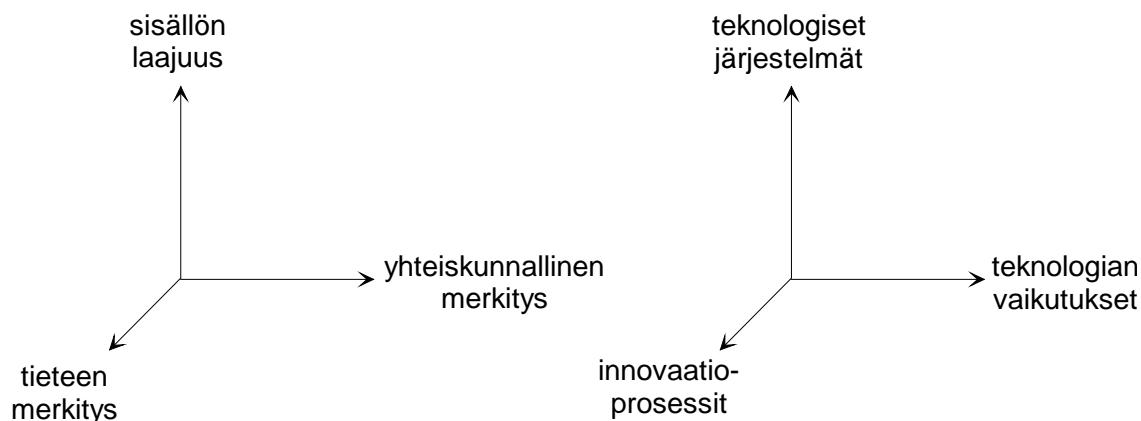 sisällön
laajuus
yhteiskunnallinen
merkitys
tieteen
merkitys
teknologiset
järjestelmät
teknologian
vaikutukset
innovaatio-
prosessit